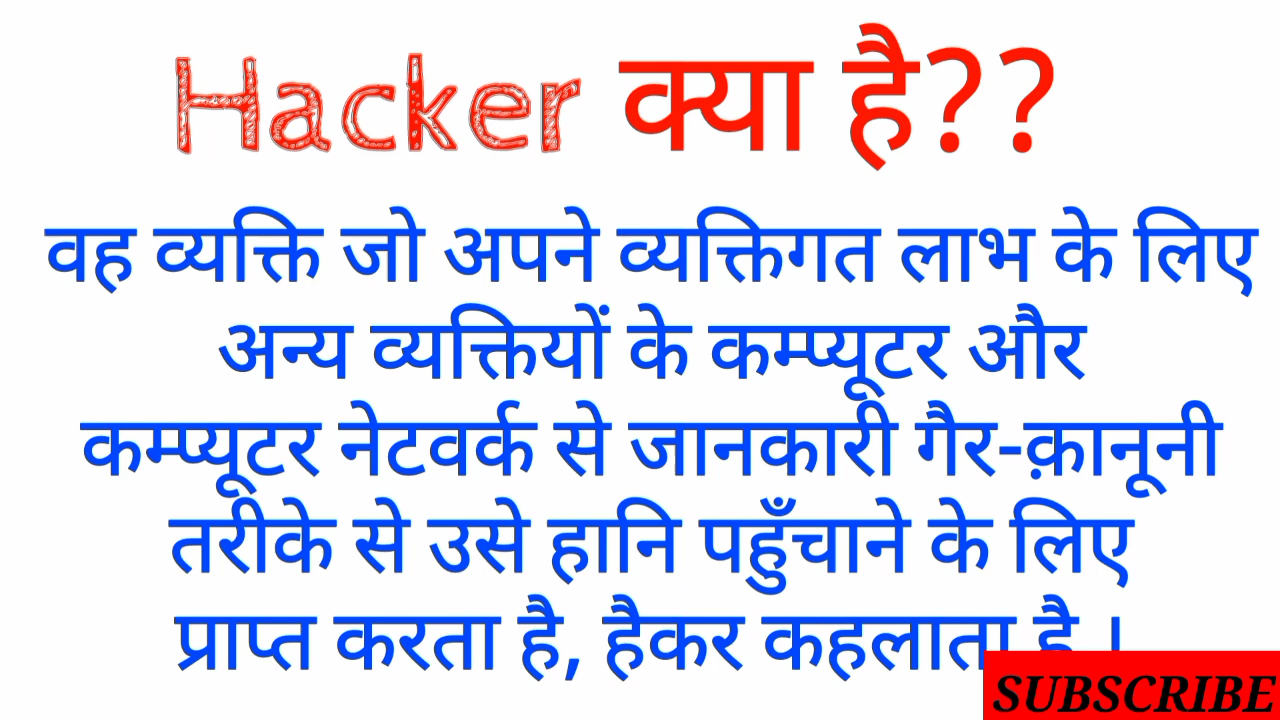 Hacker क्या है??
वह व्यक्ति जो अपने व्यक्तिगत लाभ के लिए
अन्य व्यक्तियों के कम्प्यूटर और
कम्प्यूटर नेटवर्क से जानकारी गैर-क़ानूनी
तरीके से उसे हानि पहुँचाने के लिए
प्राप्त करता है, हैकर कहलाता है ।
SUBSCRIBE